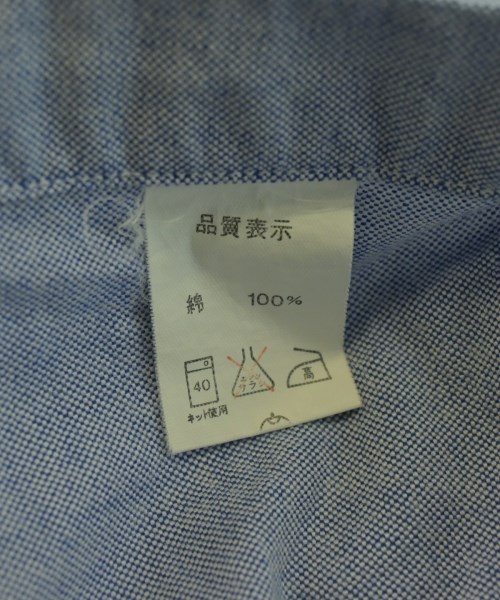 品質表示
綿 100%
40
エンソ
サラシ
高
ネット使用